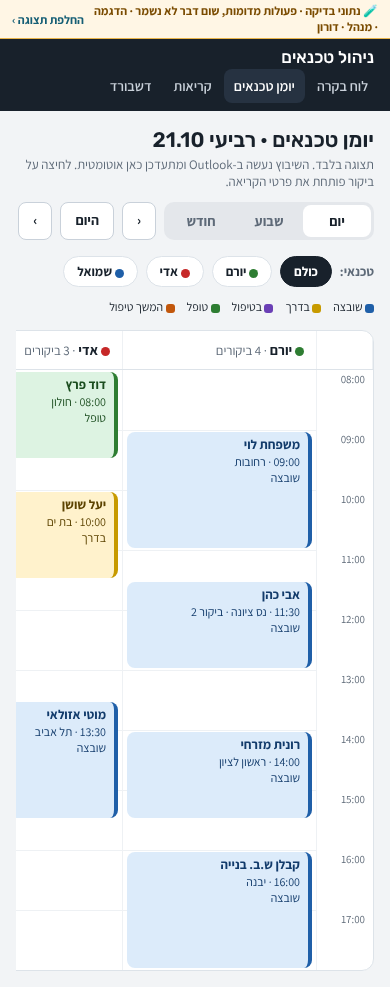 🧪 נתוני בדיקה · פעולות מדומות, שום דבר לא נשמר · הדגמה
· מנהל · דורון
החלפת תצוגה ›
ניהול טכנאים
לוח בקרה
יומן טכנאים
קריאות
דשבורד
יומן טכנאים • רביעי 21.10
תצוגה בלבד. השיבוץ נעשה ב-Outlook ומתעדכן כאן אוטומטית. לחיצה על
ביקור פותחת את פרטי הקריאה.
יום
שבוע
חודש
‹
היום
›
טכנאי:
כולם
יורם
אדי
שמואל
שובצה
בדרך
בטיפול
טופל
המשך טיפול
יורם · 4 ביקורים
אדי · 3 ביקורים
08:00
09:00
10:00
11:00
12:00
13:00
14:00
15:00
16:00
17:00
משפחת לוי
09:00 · רחובות
שובצה
אבי כהן
11:30 · נס ציונה · ביקור 2
שובצה
רונית מזרחי
14:00 · ראשון לציון
שובצה
קבלן ש.ב. בנייה
16:00 · יבנה
שובצה
דוד פרץ
08:00 · חולון
טופל
יעל שושן
10:00 · בת ים
בדרך
מוטי אזולאי
13:30 · תל אביב
שובצה